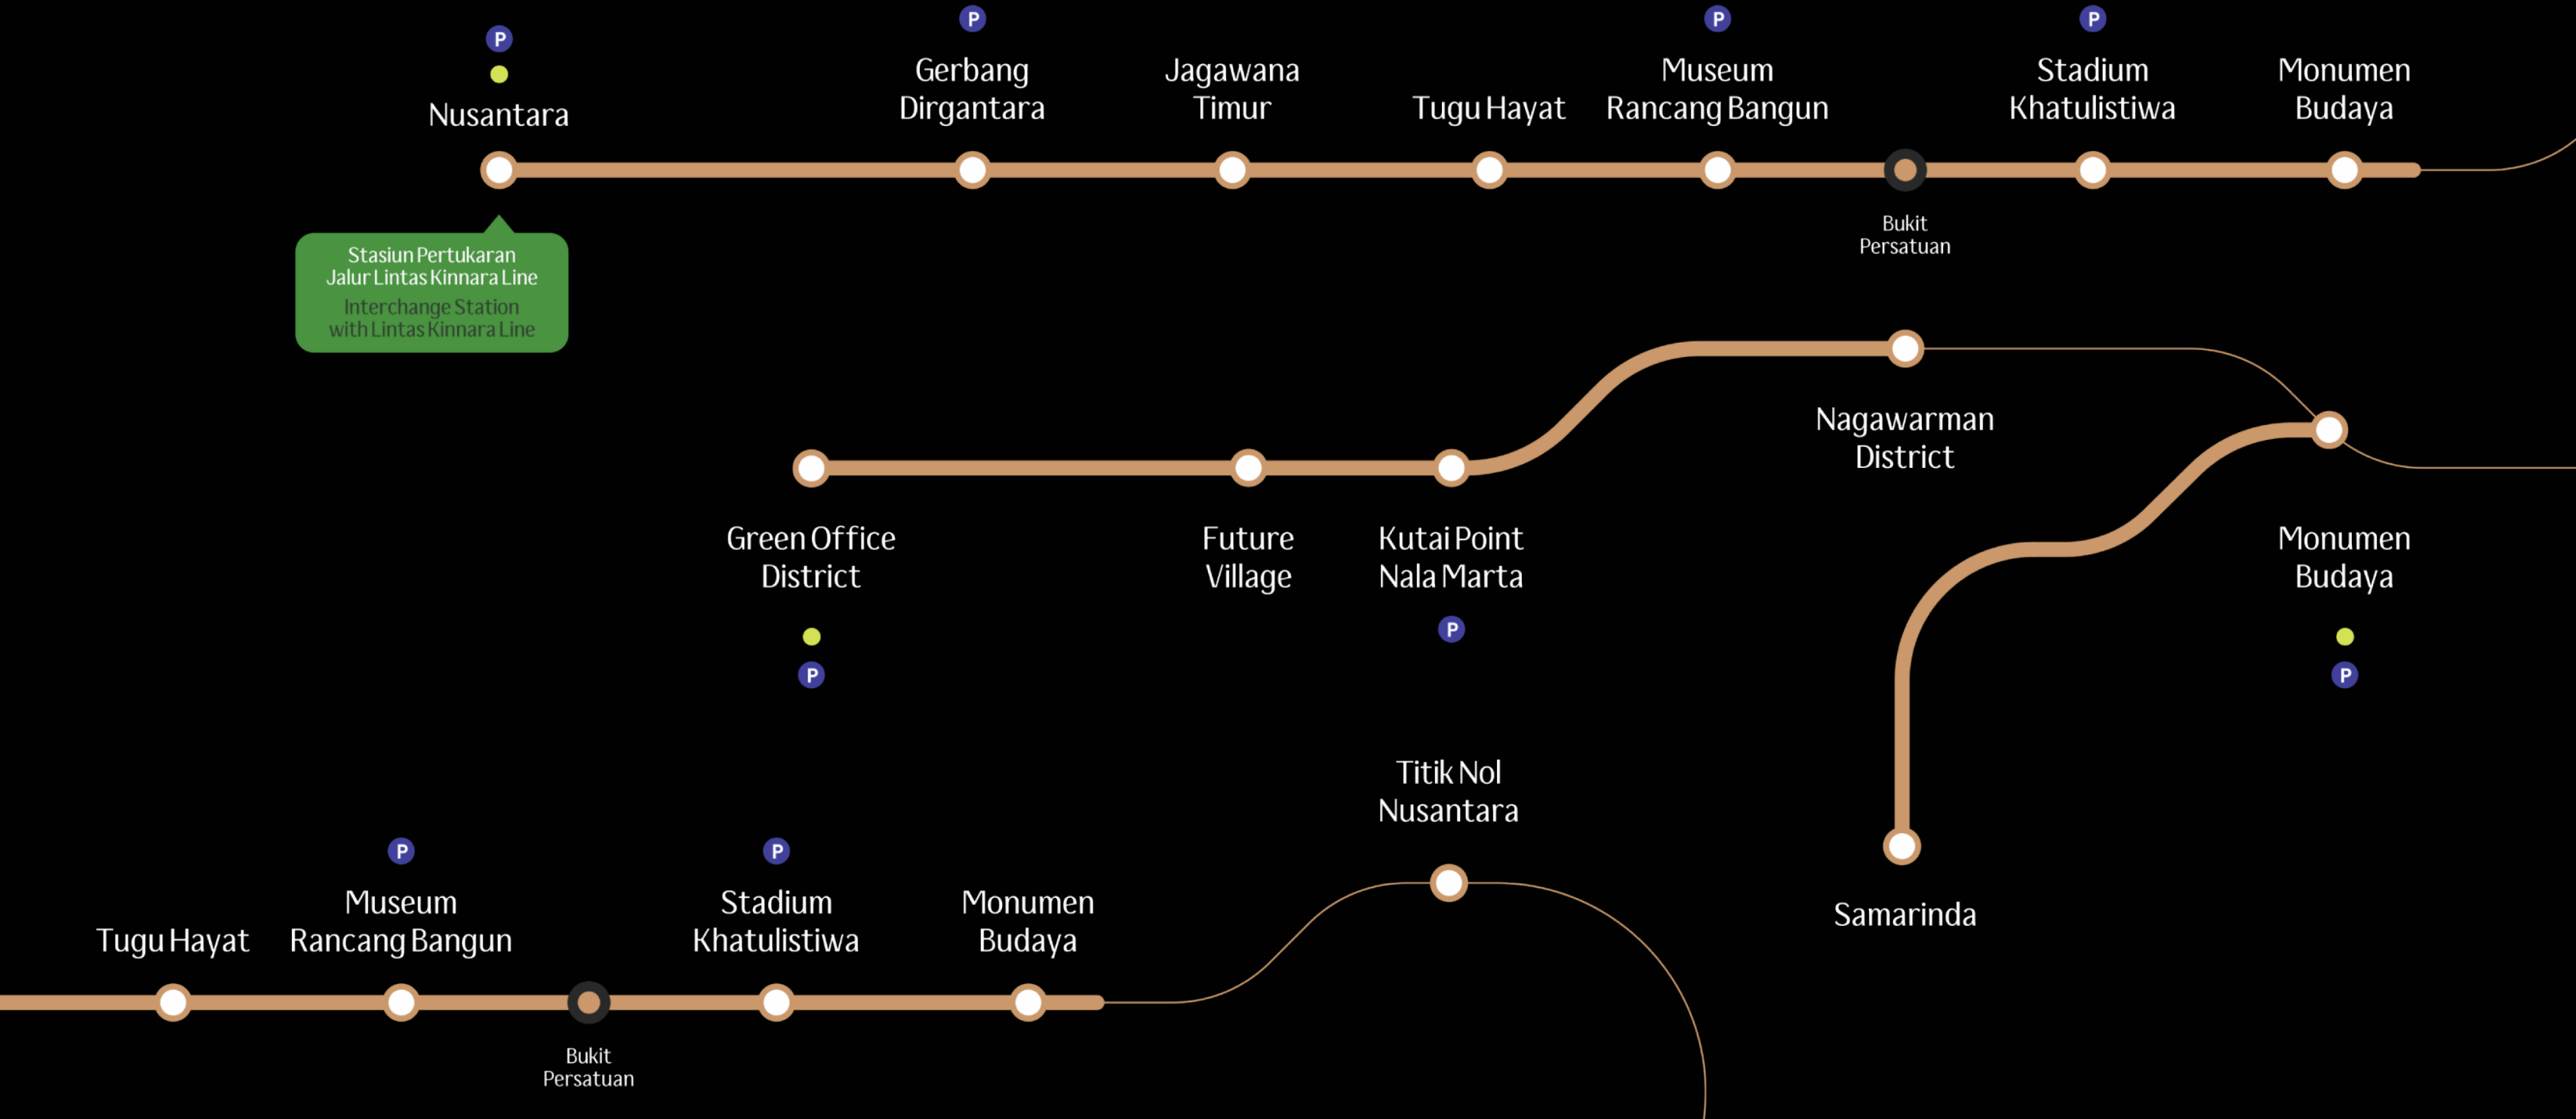 P
P
P
P
Nusantara
Gerbang
Dirgantara
Jagawana
Timur
Tugu Hayat
Museum
Rancang Bangun
Stadium
Khatulistiwa
Monumen
Budaya
Bukit
Persatuan
Stasiun Pertukaran
Jalur Lintas Kinnara Line
Interchange Station
with Lintas Kinnara Line
Nagawarman
District
Green Office
District
P
Future
Village
Kutai Point
Nala Marta
P
Monumen
Budaya
P
Samarinda
Titik Nol
Nusantara
P
P
Tugu Hayat
Museum
Rancang Bangun
Stadium
Khatulistiwa
Monumen
Budaya
Bukit
Persatuan